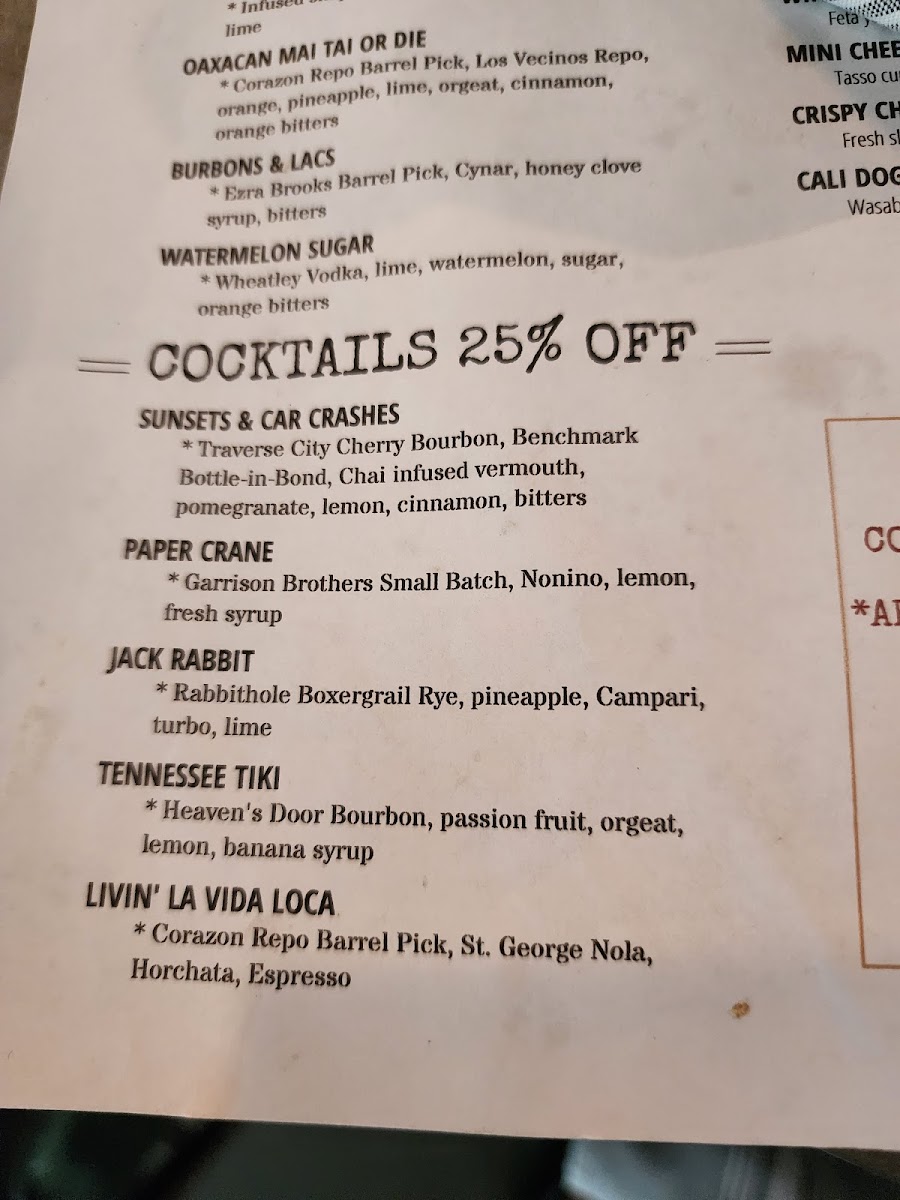 * Infused
lime
OAXACAN MAI TAI OR DIE
* Corazon Repo Barrel Pick, Los Vecinos Repo,
orange, pineapple, lime, orgeat, cinnamon,
orange bitters
BURBONS & LACS
* Ezra Brooks Barrel Pick, Cynar, honey clove
syrup, bitters
WATERMELON SUGAR
* Wheatley Vodka, lime, watermelon, sugar,
orange bitters
= COCKTAILS 25% OFF =
SUNSETS & CAR CRASHES
* Traverse City Cherry Bourbon, Benchmark
Bottle-in-Bond, Chai infused vermouth,
pomegranate, lemon, cinnamon, bitters
PAPER CRANE
* Garrison Brothers Small Batch, Nonino, lemon,
fresh syrup
JACK RABBIT
* Rabbithole Boxergrail Rye, pineapple, Campari,
turbo, lime
TENNESSEE TIKI
* Heaven's Door Bourbon, passion fruit, orgeat,
lemon, banana syrup
LIVIN' LA VIDA LOCA
* Corazon Repo Barrel Pick, St. George Nola,
Horchata, Espresso
Feta
MINI CHEE
Tasso cu
CRISPY CH
Fresh s
CALI DOG
Wasab
CO